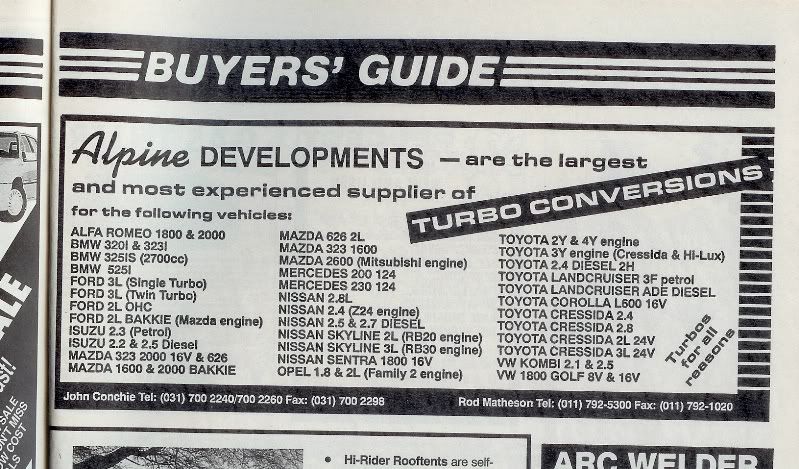 BUYERS' GUIDE
Alpine DEVELOPMENTS — are the largest
and most experienced supplier of
TURBO CONVERSIONS
for the following vehicles:
ALFA ROMEO 1800 & 2000
BMW 320I & 323I
BMW 325IS (2700cc)
BMW 525I
FORD 3L (Single Turbo)
FORD 3L (Twin Turbo)
FORD 2L OHC
FORD 2L BAKKIE (Mazda engine)
ISUZU 2.3 (Petrol)
ISUZU 2.2 & 2.5 Diesel
MAZDA 323 2000 16V & 626
MAZDA 1600 & 2000 BAKKIE
MAZDA 626 2L
MAZDA 323 1600
MAZDA 2600 (Mitsubishi engine)
MERCEDES 200 124
MERCEDES 230 124
NISSAN 2.8L
NISSAN 2.4 (Z24 engine)
NISSAN 2.5 & 2.7 DIESEL
NISSAN SKYLINE 2L (RB20 engine)
NISSAN SKYLINE 3L (RB30 engine)
NISSAN SENTRA 1800 16V
OPEL 1.8 & 2L (Family 2 engine)
TOYOTA 2Y & 4Y engine
TOYOTA 3Y engine (Cressida & Hi-Lux)
TOYOTA 2.4 DIESEL 2H
TOYOTA LANDCRUISER 3F petrol
TOYOTA LANDCRUISER ADE DIESEL
TOYOTA COROLLA L600 16V
TOYOTA CRESSIDA 2.4
TOYOTA CRESSIDA 2.8
TOYOTA CRESSIDA 2L 24V
TOYOTA CRESSIDA 3L 24V
VW KOMBI 2.1 & 2.5
VW 1800 GOLF 8V & 16V
Turbos
for all
reasons
John Conchie Tel: (031) 700 2240/700 2260 Fax: (031) 700 2298
Rod Matheson Tel: (011) 792-5300 Fax: (011) 792-1020
• Hi-Rider Rooftents are self-
ARC WELDER